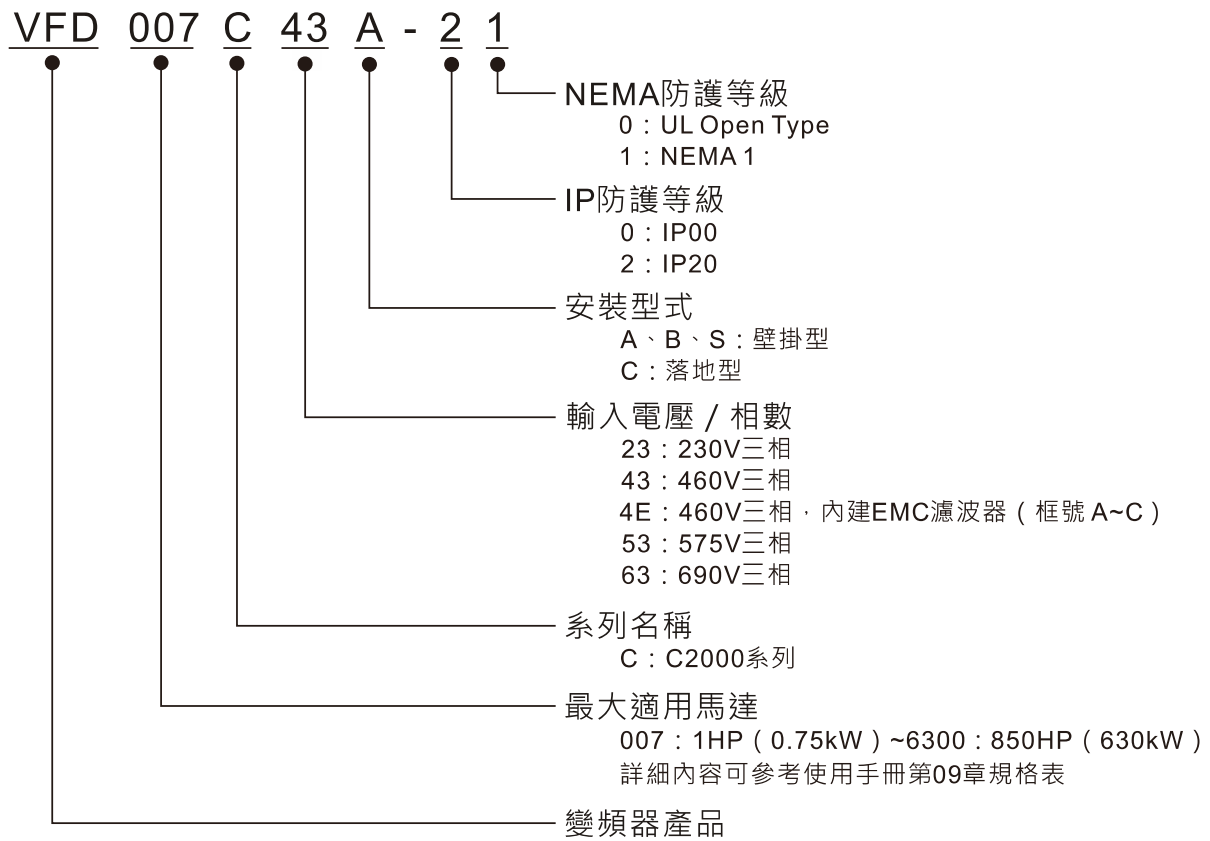 VFD 007 C 43 A - 2 1
NEMA防護等級
0：UL Open Type
1：NEMA 1
IP防護等級
0：IP00
2：IP20
安裝型式
A、B、S：壁掛型
C：落地型
輸入電壓 / 相數
23：230V三相
43：460V三相
4E：460V三相，內建EMC濾波器（框號 A~C）
53：575V三相
63：690V三相
系列名稱
C：C2000系列
最大適用馬達
007：1HP（0.75kW）~6300：850HP（630kW）
詳細內容可參考使用手冊第09章規格表
變頻器產品